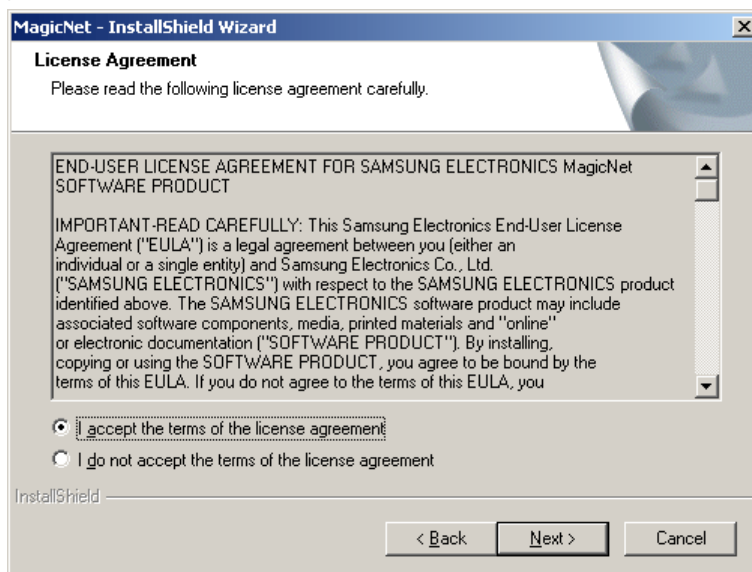 MagicNet - InstallShield Wizard
License Agreement
Please read the following license agreement carefully.
END-USER LICENSE AGREEMENT FOR SAMSUNG ELECTRONICS MagicNet
SOFTWARE PRODUCT
IMPORTANT-READ CAREFULLY: This Samsung Electronics End-User License
Agreement ("EULA") is a legal agreement between you (either an
individual or a single entity) and Samsung Electronics Co., Ltd.
("SAMSUNG ELECTRONICS") with respect to the SAMSUNG ELECTRONICS product
identified above. The SAMSUNG ELECTRONICS software product may include
associated software components, media, printed materials and "online"
or electronic documentation ("SOFTWARE PRODUCT"). By installing,
copying or using the SOFTWARE PRODUCT, you agree to be bound by the
terms of this EULA. If you do not agree to the terms of this EULA, you
I accept the terms of the license agreement
I do not accept the terms of the license agreement
InstallShield
< Back Next > Cancel